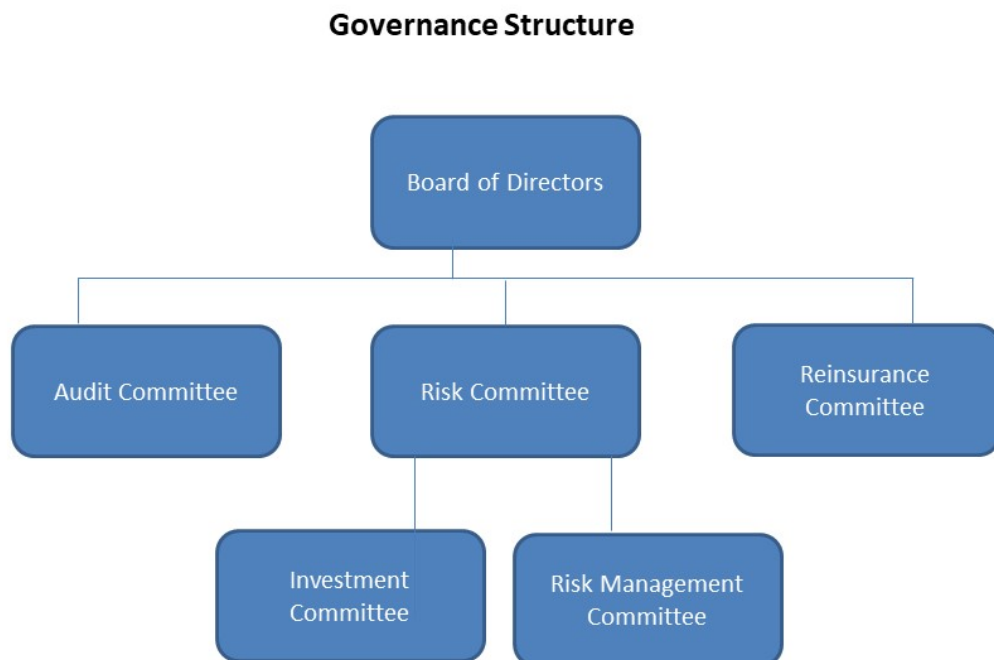 Governance Structure
Board of Directors
Audit Committee
Risk Committee
Reinsurance
Committee
Investment
Committee
Risk Management
Committee